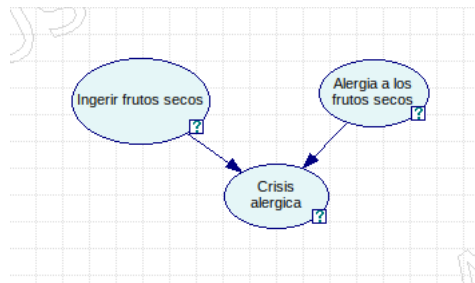 Ingerir frutos secos
Alergia a los
frutos secos
?
?
Crisis
alergica
?